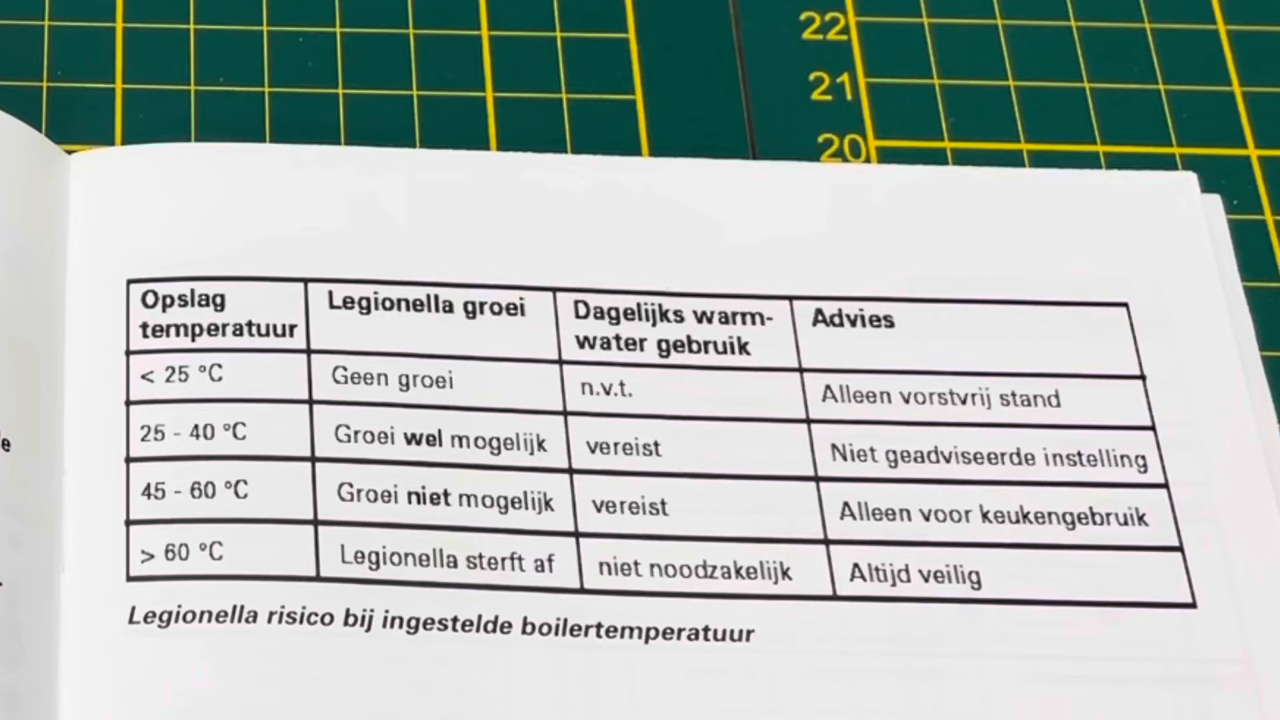 22
21
20
Opslag temperatuur
Legionella groei
Dagelijks warm-
water gebruik
Advies
< 25 °C
Geen groei
n.v.t.
Alleen vorstvrij stand
25 - 40 °C
Groei wel mogelijk
vereist
Niet geadviseerde instelling
45 - 60 °C
Groei niet mogelijk
vereist
Alleen voor keukengebruik
> 60 °C
Legionella sterft af
niet noodzakelijk
Altijd veilig
Legionella risico bij ingestelde boilertemperatuur